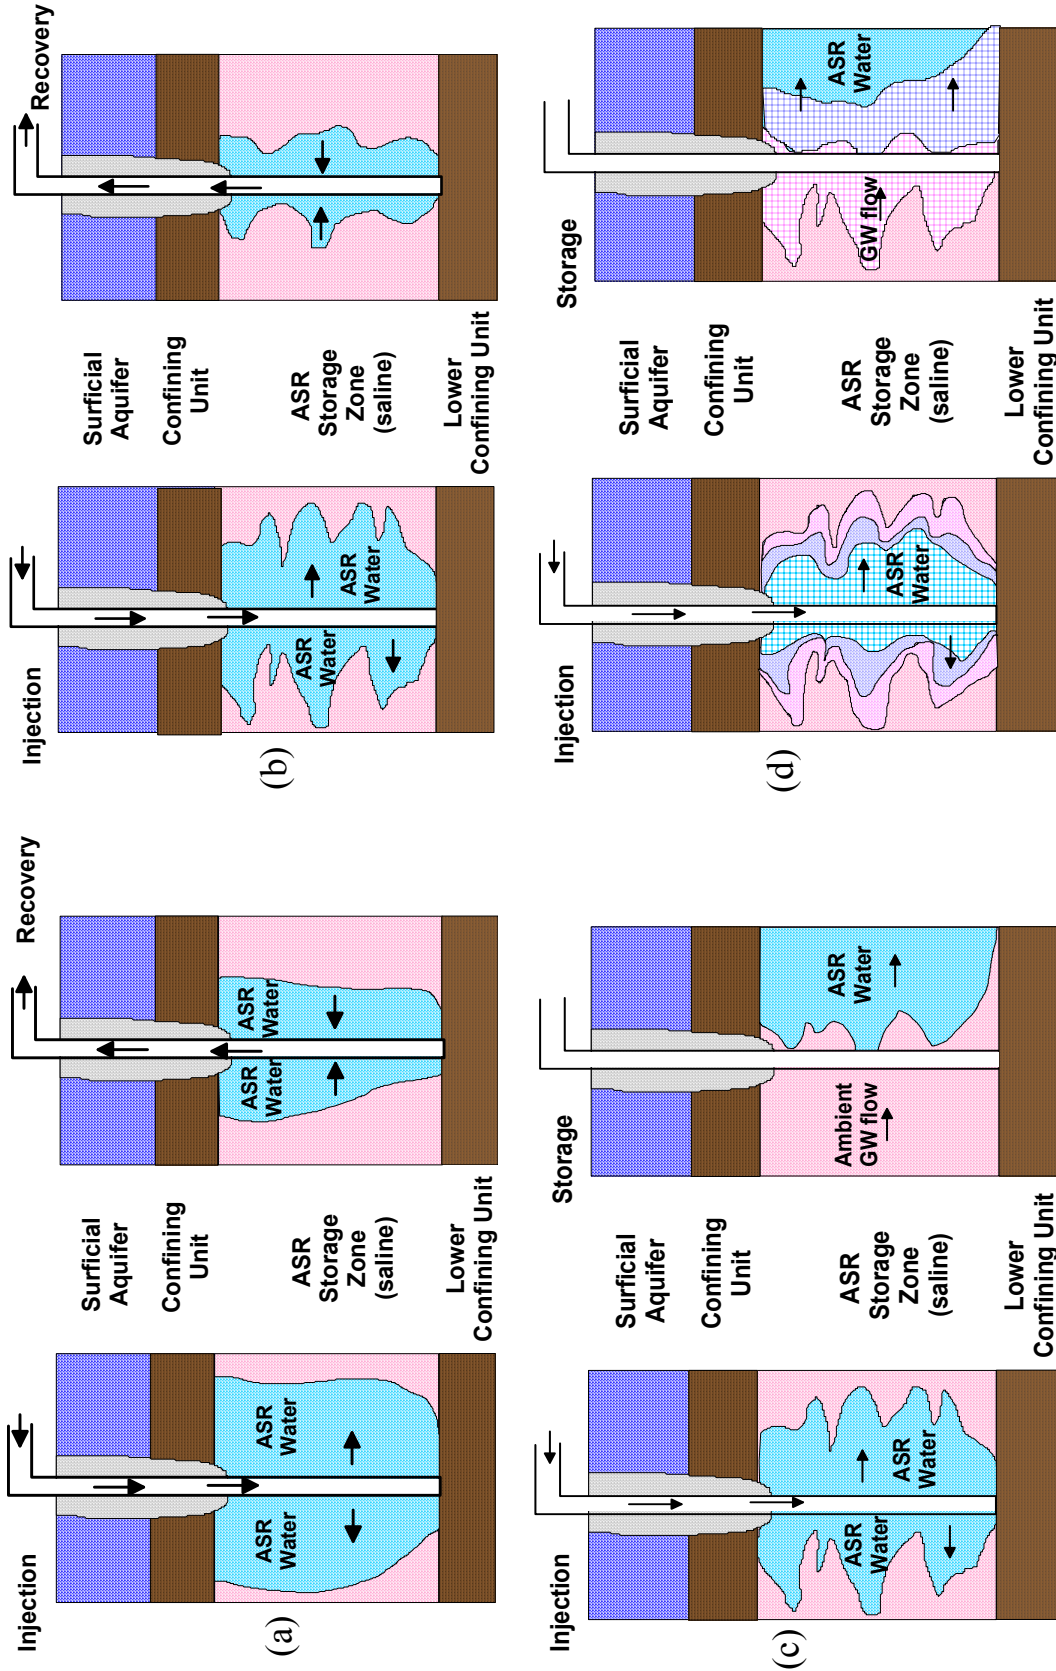 (a)
Injection
ASR
Water
ASR
Water
Surficial
Aquifer
Confining
Unit
ASR
Storage
Zone
(saline)
Lower
Confining Unit
Recovery
ASR
Water
ASR
Water
(b)
Injection
ASR
Water
ASR
Water
Surficial
Aquifer
Confining
Unit
ASR
Storage
Zone
(saline)
Lower
Confining Unit
Recovery
(c)
Injection
ASR
Water
ASR
Water
Surficial
Aquifer
Confining
Unit
ASR
Storage
Zone
(saline)
Lower
Confining Unit
Storage
Ambient
GW flow
ASR
Water
(d)
Injection
ASR
Water
Surficial
Aquifer
Confining
Unit
ASR
Storage
Zone
(saline)
Lower
Confining Unit
Storage
GW flow
ASR
Water